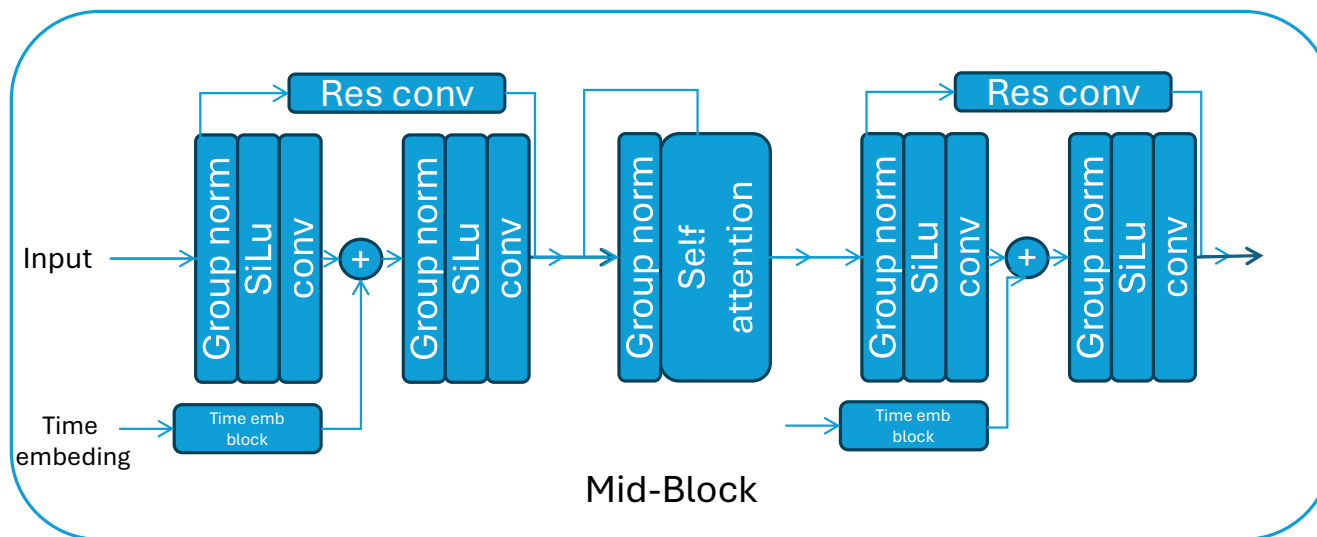 Res conv
Res conv
Group norm
SiLu
conv
+
Group norm
SiLu
conv
Group norm
Self
attention
Group norm
SiLu
conv
+
Group norm
SiLu
conv
Input
Time
embeding
Time emb
block
Time emb
block
Mid-Block